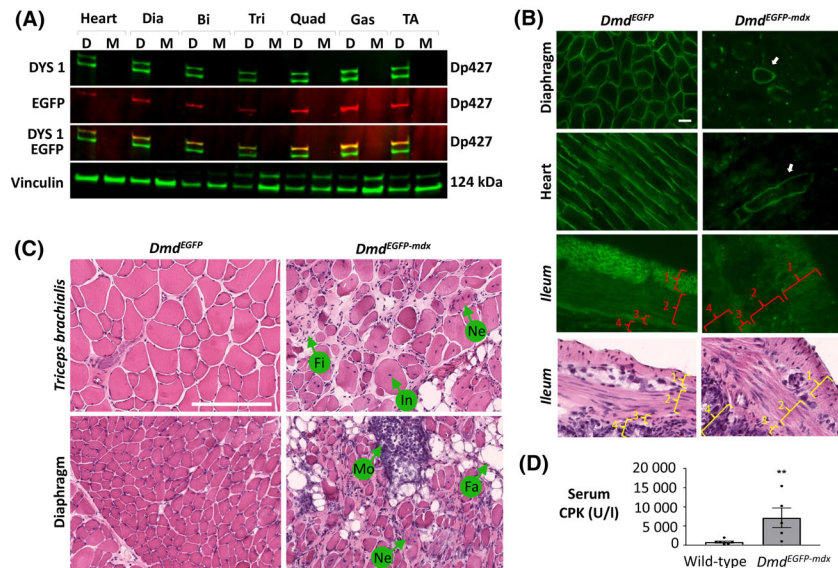 (A)
Heart Dia Bi Tri Quad Gas TA
D M D M D M D M D M D M D M
DYS 1 Dp427
EGFP Dp427
DYS 1
EGFP Dp427
Vinculin 124 kDa
(B)
DmdEGFP DmdEGFP-mdx
Diaphragm
Heart
Ileum
1 2 3 4
1 2 3 4
Ileum
1 2 3 4
1 2 3 4
(C)
DmdEGFP DmdEGFP-mdx
Triceps brachialis
Ne
Fi
In
Diaphragm
Mo
Fa
Ne
(D)
20 000
15 000
10 000
5 000
0
Serum
CPK (U/l)
**
Wild-type DmdEGFP-mdx